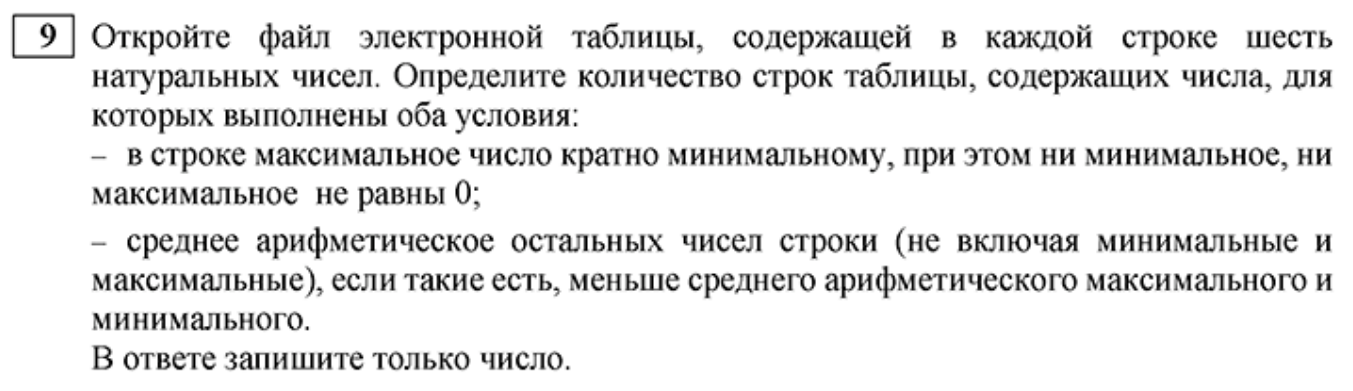 9 Откройте файл электронной таблицы, содержащей в каждой строке шесть
натуральных чисел. Определите количество строк таблицы, содержащих числа, для
которых выполнены оба условия:
– в строке максимальное число кратно минимальному, при этом ни минимальное, ни
максимальное не равны 0;
– среднее арифметическое остальных чисел строки (не включая минимальные и
максимальные), если такие есть, меньше среднего арифметического максимального и
минимального.
В ответе запишите только число.